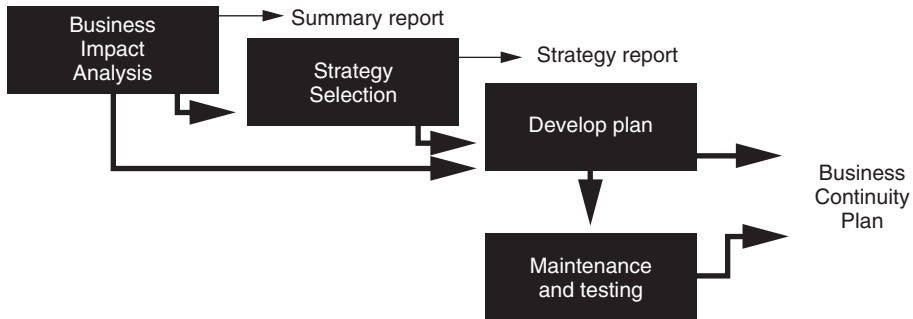 Business
Impact
Analysis
Summary report
Strategy
Selection
Strategy report
Develop plan
Business
Continuity
Plan
Maintenance
and testing